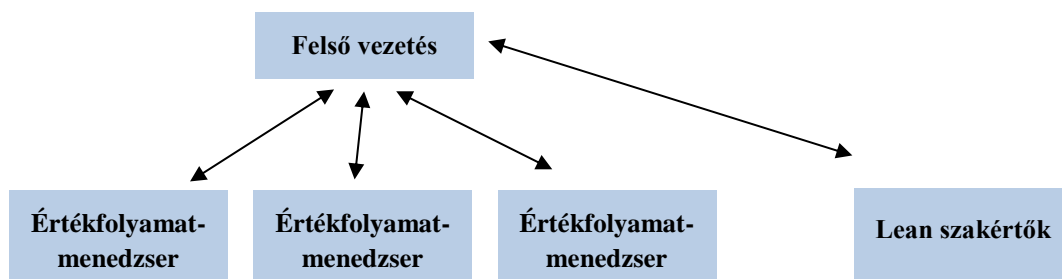 Felső vezetés
Értékfolyamat-
menedzser
Értékfolyamat-
menedzser
Értékfolyamat-
menedzser
Lean szakértők